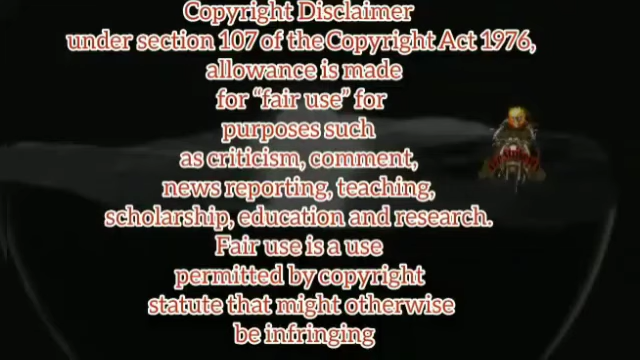 Copyright Disclaimer
under section 107 of the Copyright Act 1976,
allowance is made
for “fair use” for
purposes such
as criticism, comment,
news reporting, teaching,
scholarship, education and research.
Fair use is a use
permitted by copyright
statute that might otherwise
be infringing